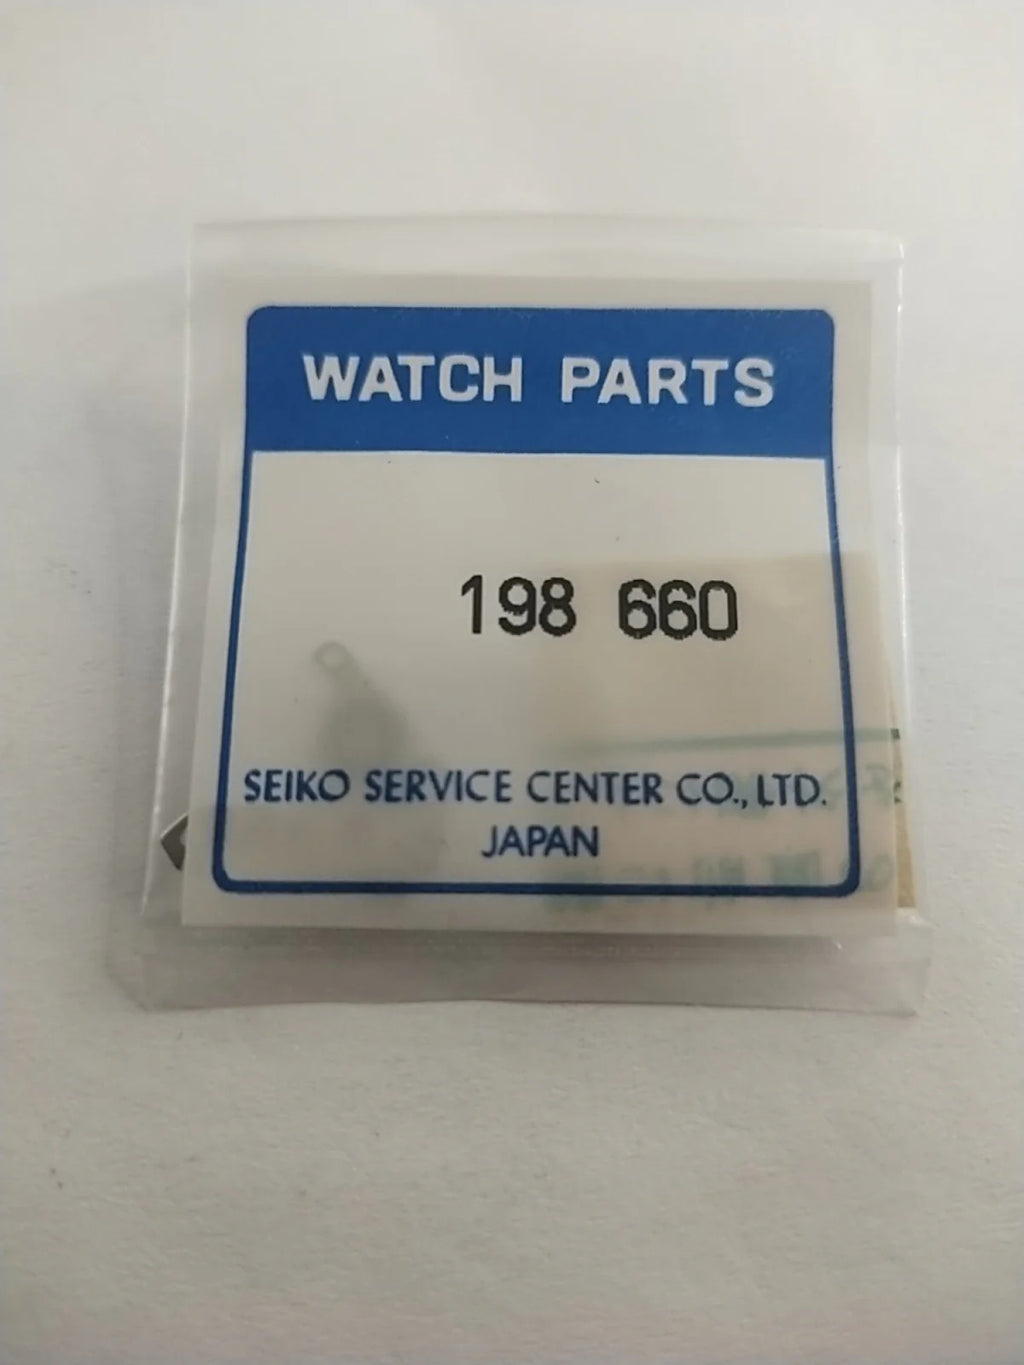 WATCH PARTS
198 660
SEIKO SERVICE CENTER CO., LTD.
JAPAN